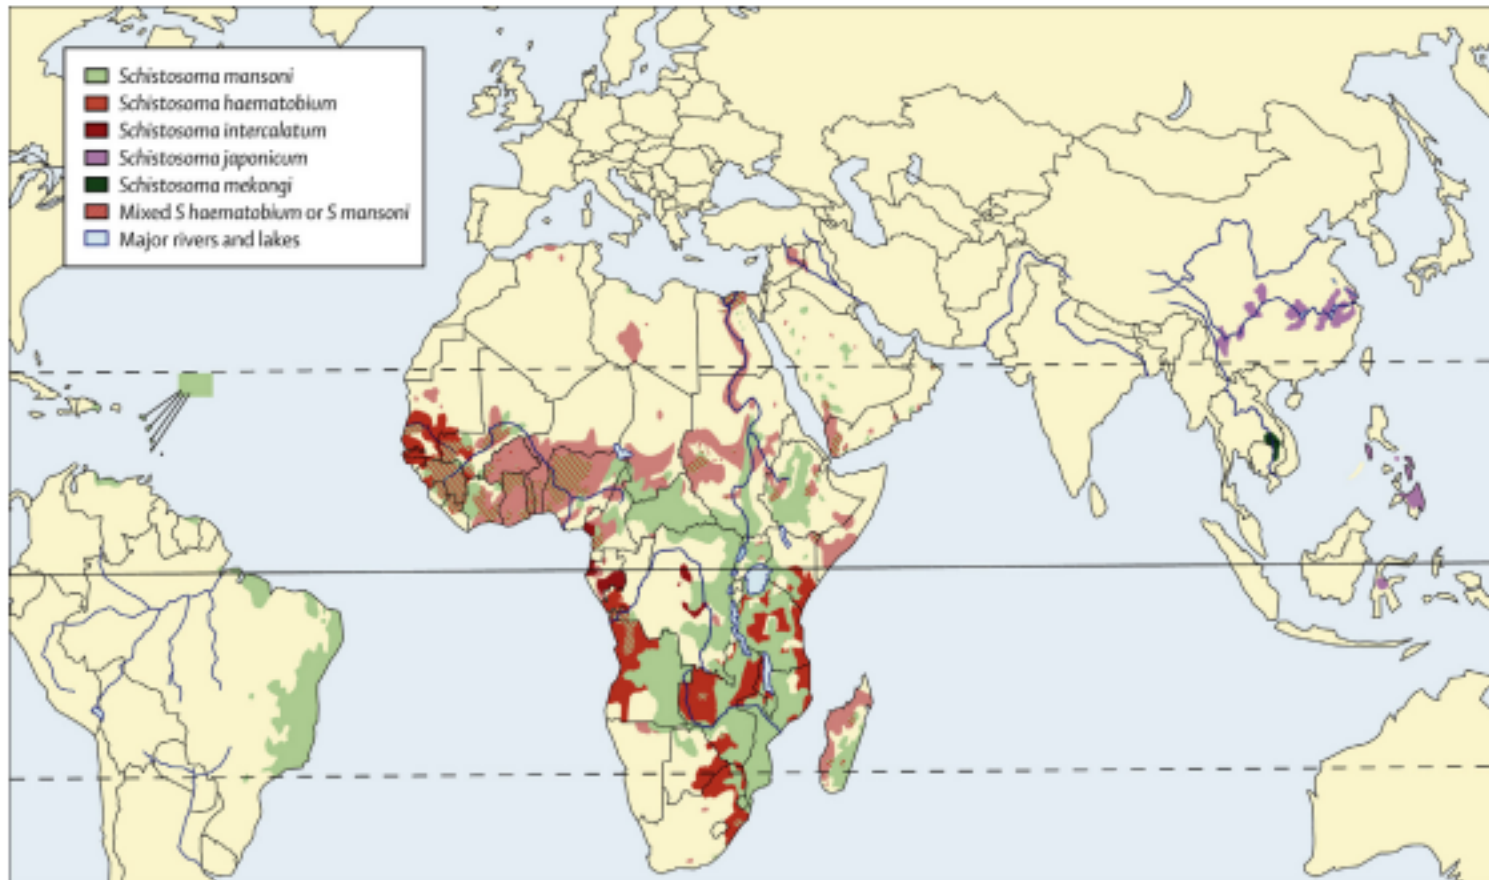 Schistosoma mansoni
Schistosoma haematobium
Schistosoma intercalatum
Schistosoma japonicum
Schistosoma mekongi
Mixed S haematobium or S mansoni
Major rivers and lakes